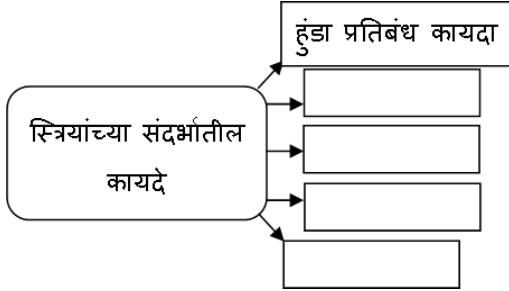 हुंडा प्रतिबंध कायदा
स्त्रियांच्या संदर्भातील
कायदे